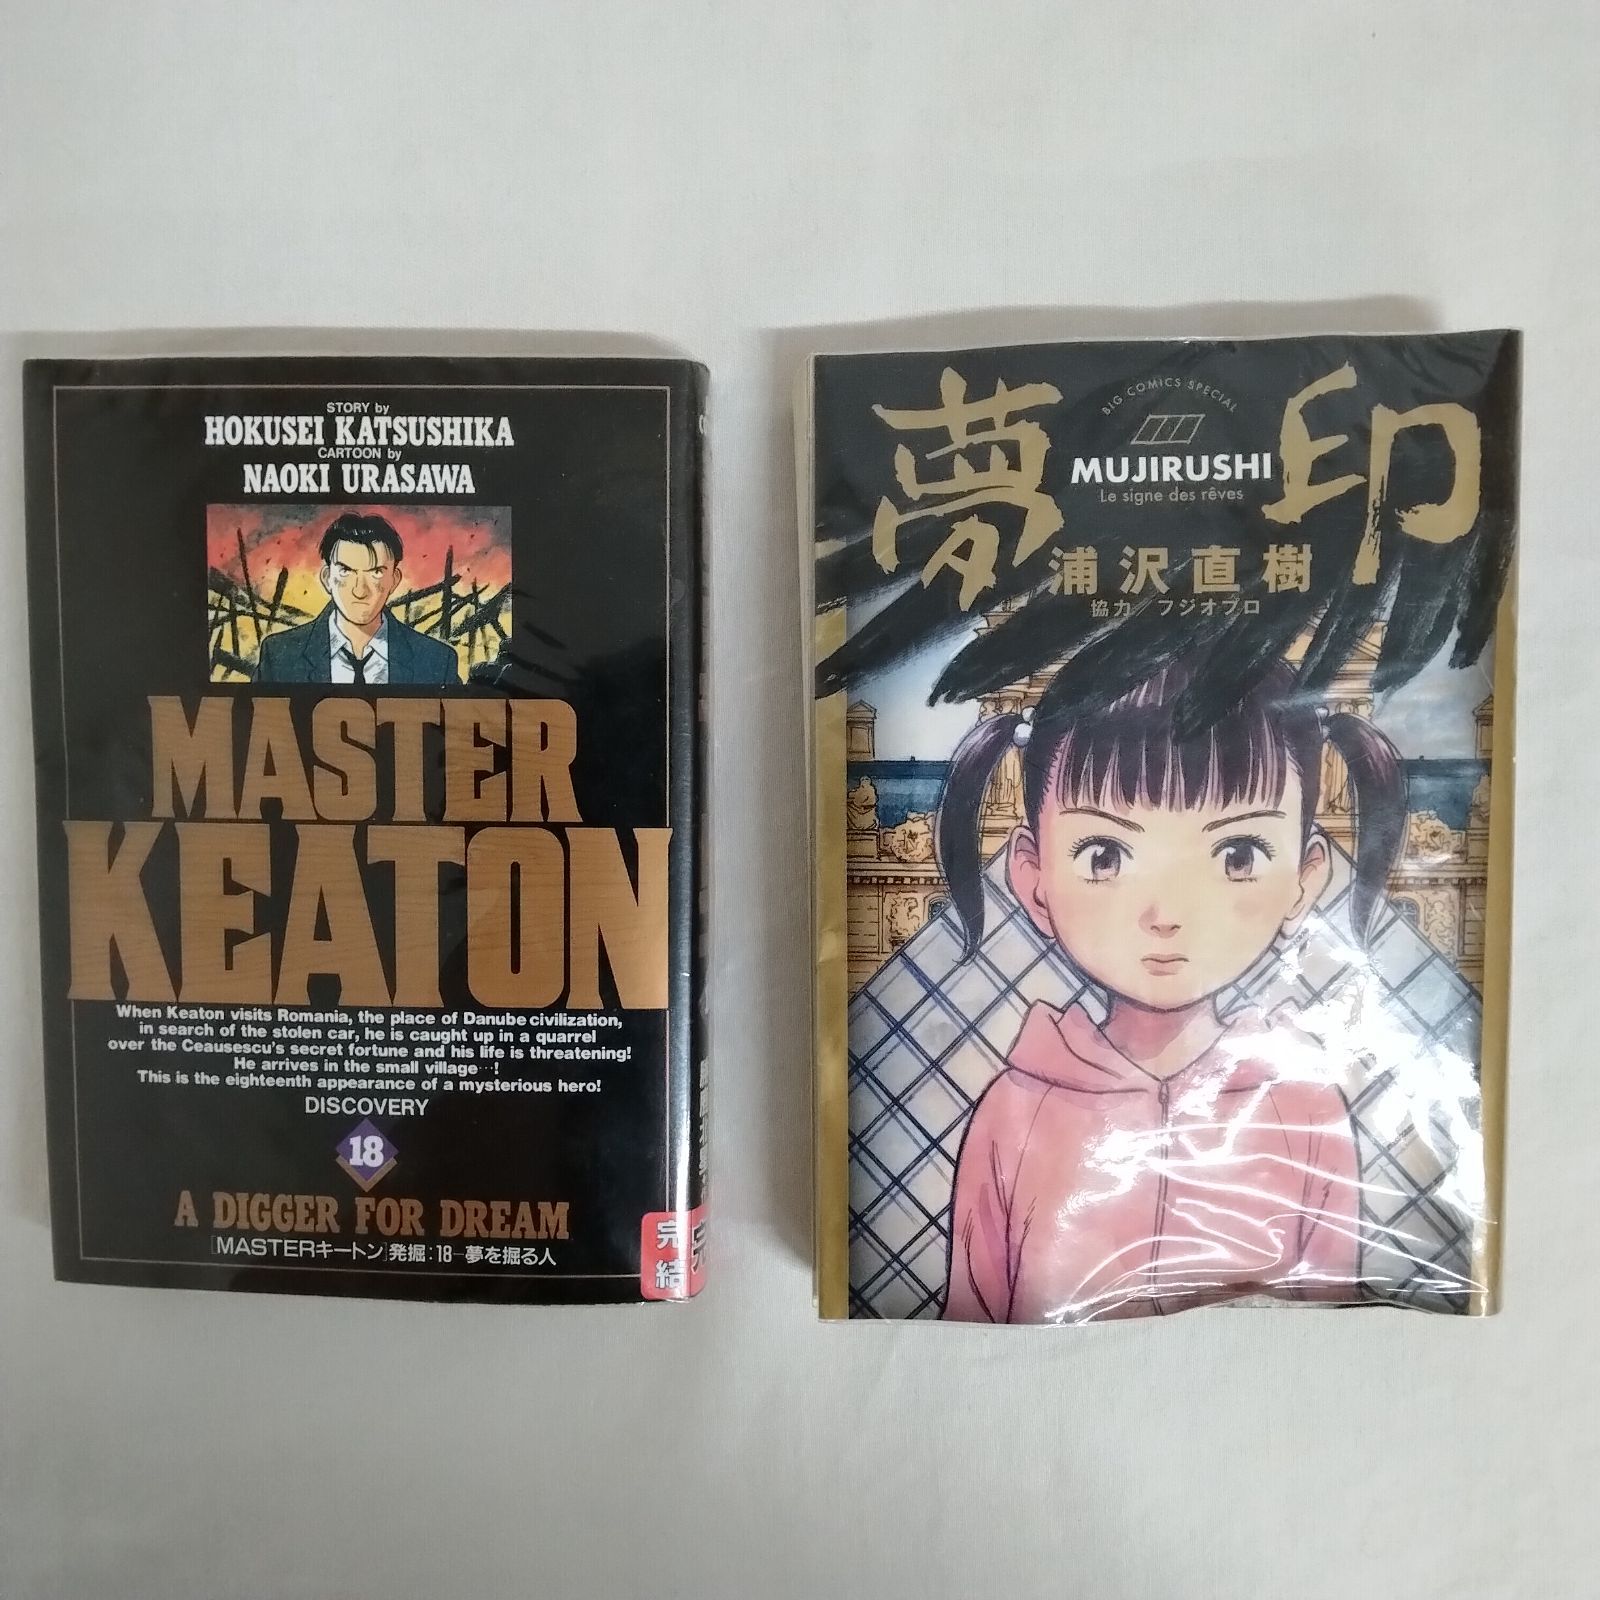 STORY by
HOKUSEI KATSUSHIKA
CARTOON by
NAOKI URASAWA
MASTER
KEATON
When Keaton visits Romania, the place of Danube civilization,
in search of the stolen car, he is caught up in a quarrel
over the Ceausescu's secret fortune and his life is threatening!
He arrives in the small village…!
This is the eighteenth appearance of a mysterious hero!
DISCOVERY
18
A DIGGER FOR DREAM
[MASTERキートン]発掘:18—夢を掘る人
完結
夢印
BIG COMICS SPECIAL
MUJIRUSHI
Le signe des rêves
浦沢直樹
協力/フジオプロ